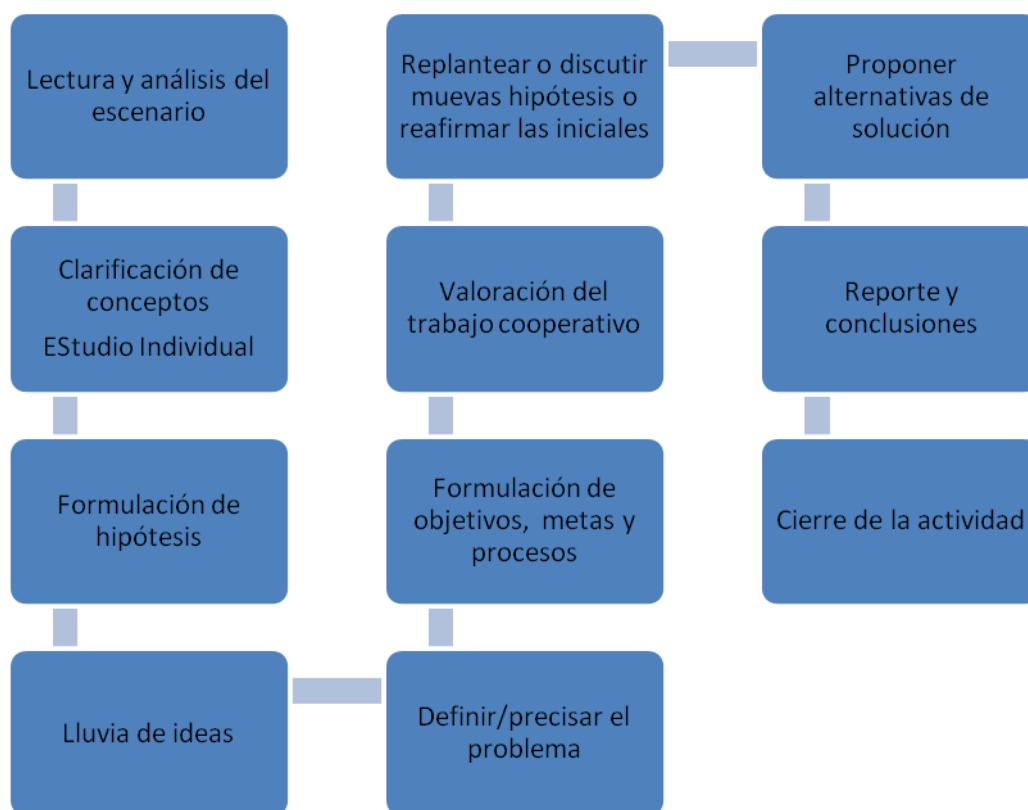 Lectura y análisis del
escenario
Clarificación de
conceptos
EStudio Individual
Formulación de
hipótesis
Lluvia de ideas
Definir/precisar el
problema
Formulación de
objetivos, metas y
procesos
Valoración del
trabajo cooperativo
Replantear o discutir
muevas hipótesis o
reafirmar las iniciales
Proponer
alternativas de
solución
Reporte y
conclusiones
Cierre de la actividad